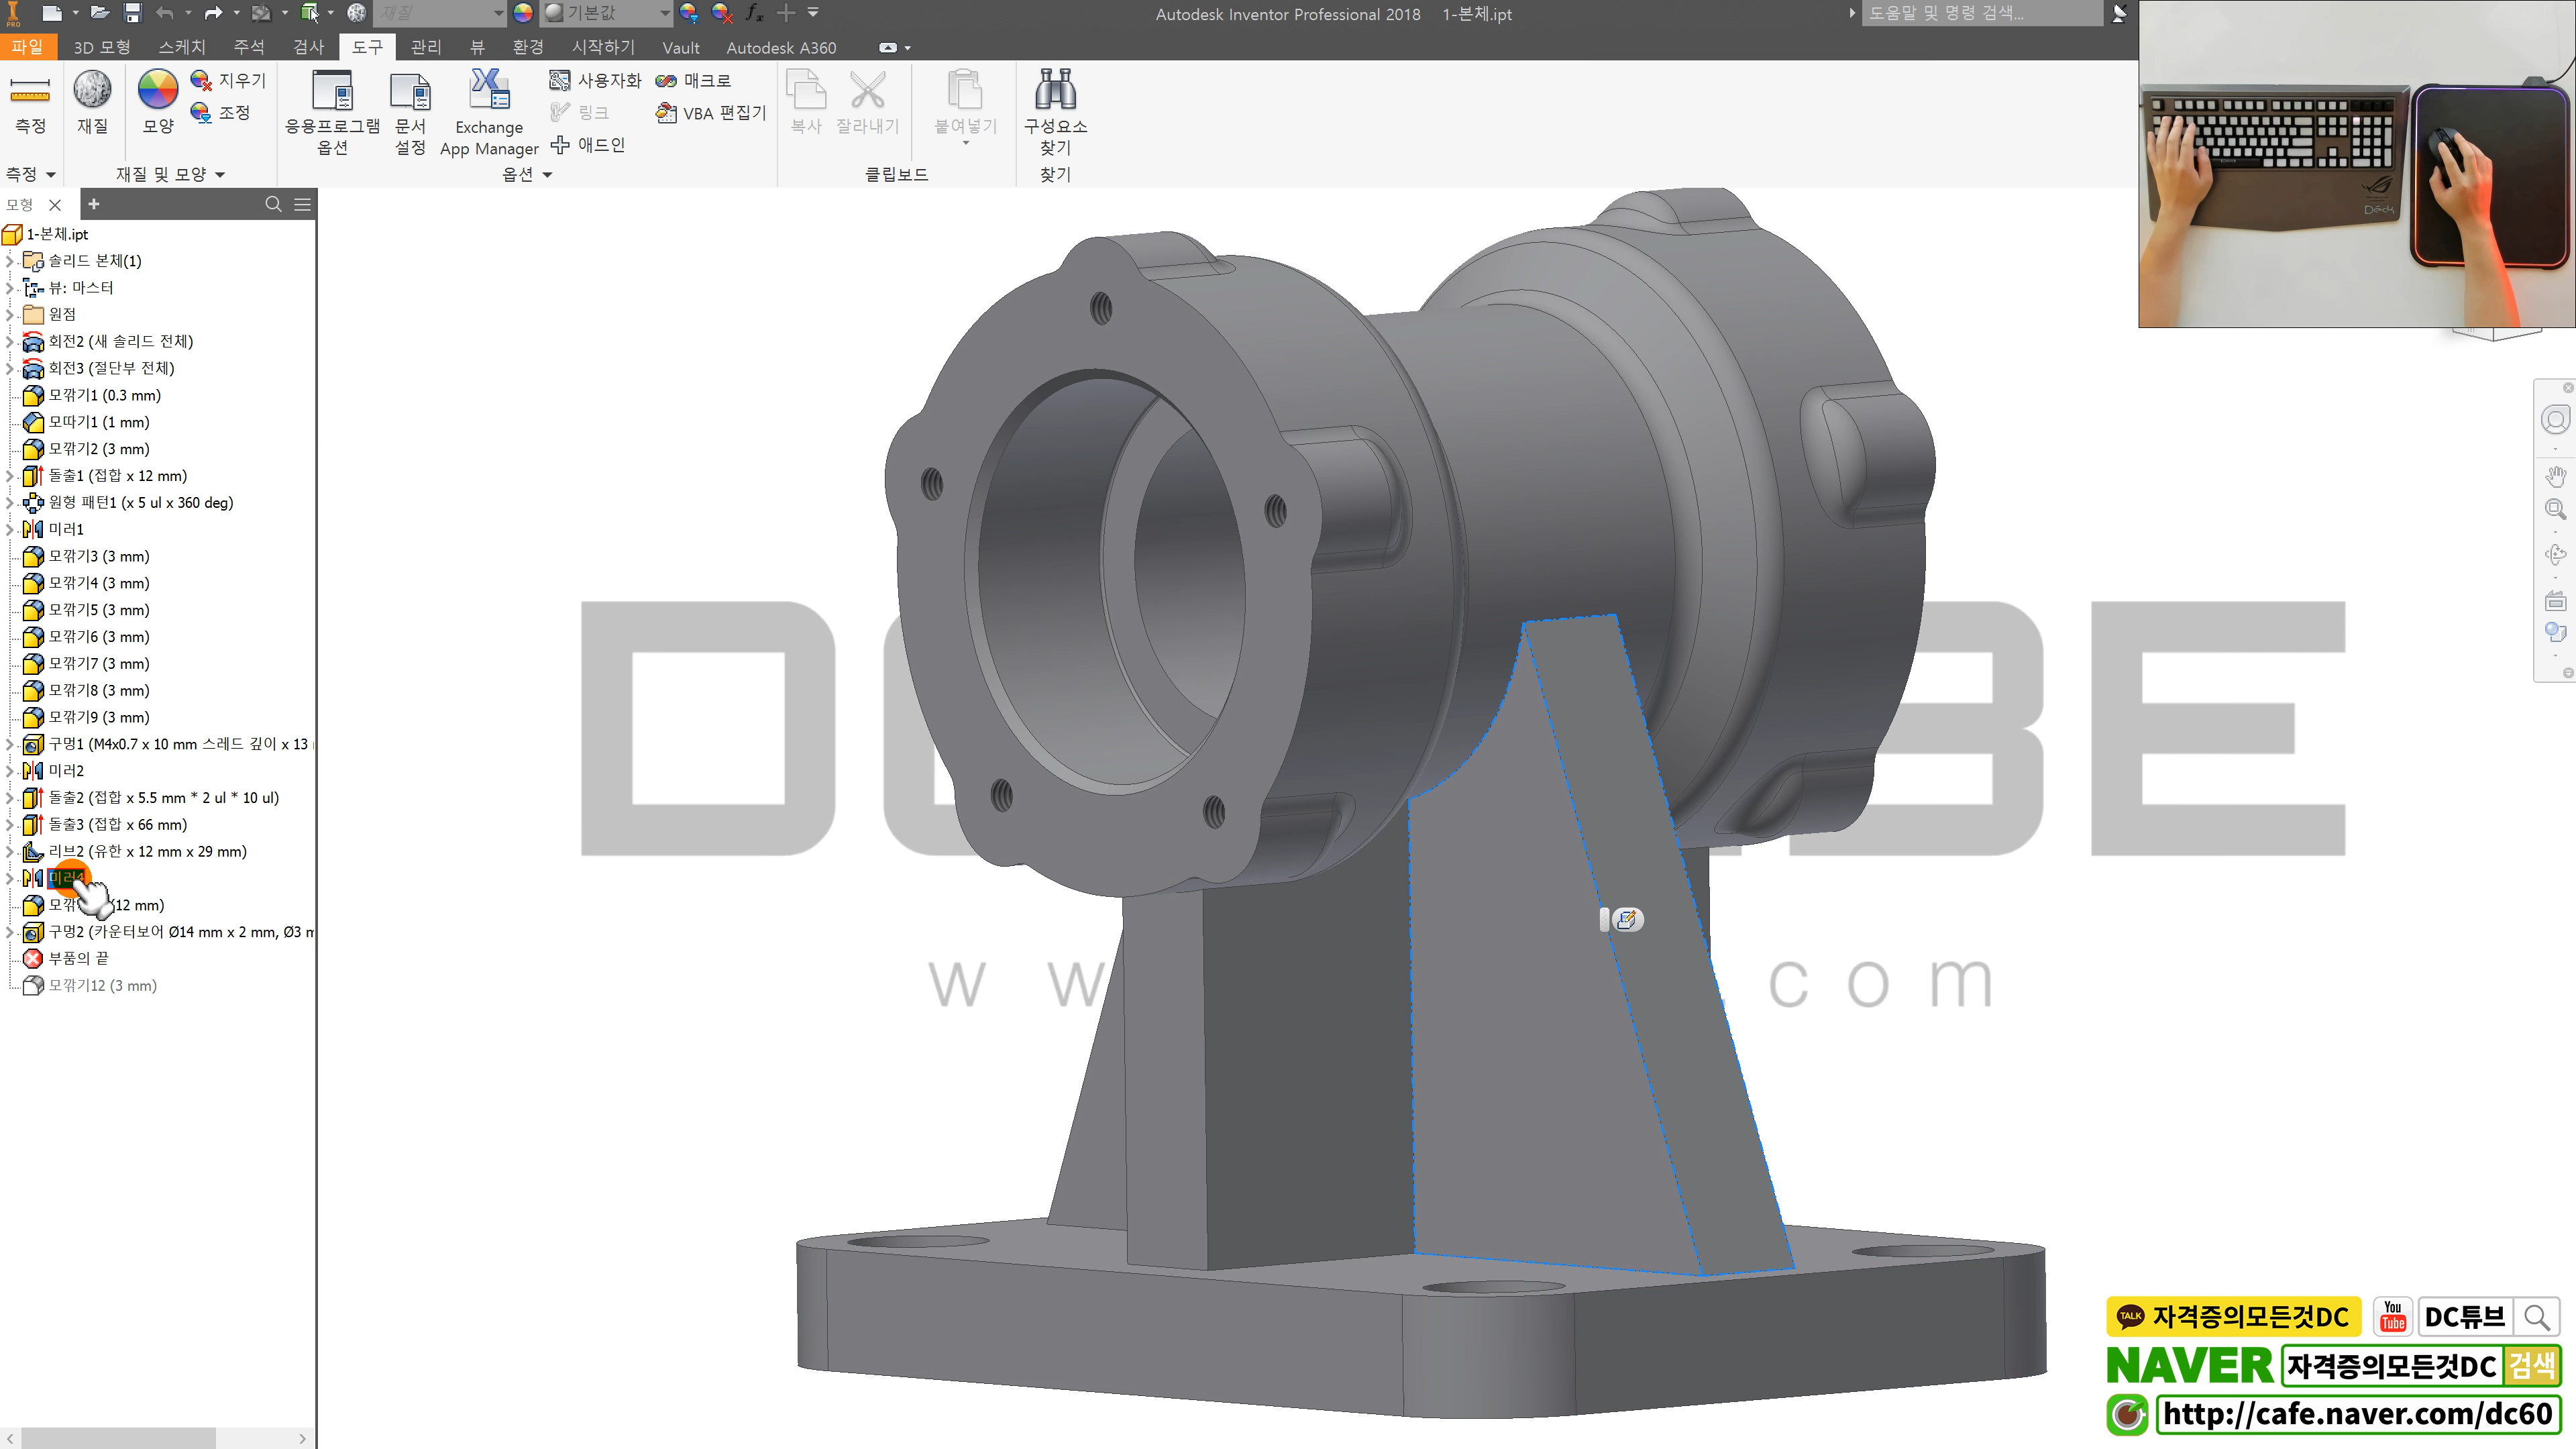 PRO
재질
기본값
fx
Autodesk Inventor Professional 2018 1-본체.ipt
도움말 및 명령 검색...
파일 3D 모형 스케치 주석 검사 도구 관리 뷰 환경 시작하기 Vault Autodesk A360
측정
재질
모양
지우기
조정
응용프로그램 옵션
문서 설정
Exchange App Manager
사용자화
링크
애드인
매크로
VBA 편집기
복사
잘라내기
붙여넣기
구성요소 찾기
측정
재질 및 모양
옵션
클립보드
찾기
모형
1-본체.ipt
솔리드 본체(1)
뷰: 마스터
원점
회전2 (새 솔리드 전체)
회전3 (절단부 전체)
모깎기1 (0.3 mm)
모따기1 (1 mm)
모깎기2 (3 mm)
돌출1 (접합 x 12 mm)
원형 패턴1 (x 5 ul x 360 deg)
미러1
모깎기3 (3 mm)
모깎기4 (3 mm)
모깎기5 (3 mm)
모깎기6 (3 mm)
모깎기7 (3 mm)
모깎기8 (3 mm)
모깎기9 (3 mm)
구멍1 (M4x0.7 x 10 mm 스레드 깊이 x 13
미러2
돌출2 (접합 x 5.5 mm * 2 ul * 10 ul)
돌출3 (접합 x 66 mm)
리브2 (유한 x 12 mm x 29 mm)
미러4
12 mm)
구멍2 (카운터보어 Ø14 mm x 2 mm, Ø3 m
부품의 끝
모깎기12 (3 mm)
Deck
TALK 자격증의모든것DC
You Tube DC튜브
NAVER 자격증의모든것DC 검색
http://cafe.naver.com/dc60